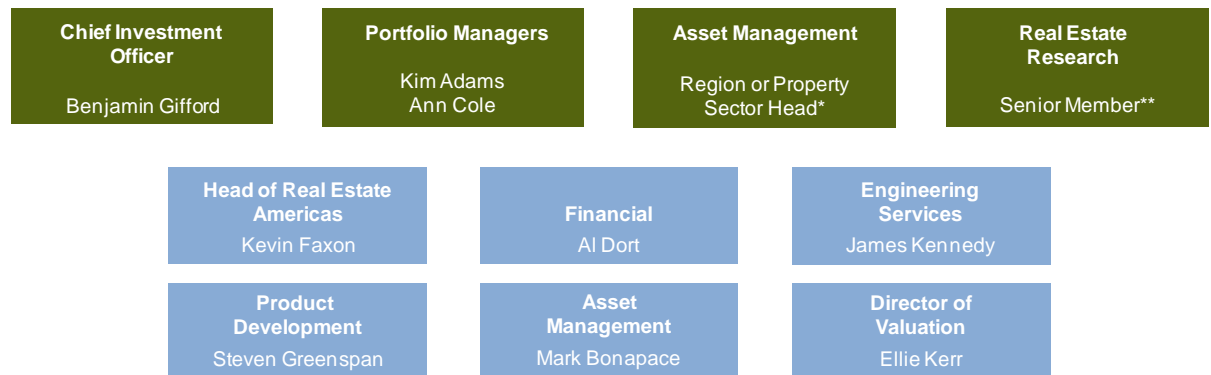 Chief Investment
Officer
Benjamin Gifford
Portfolio Managers
Kim Adams
Ann Cole
Asset Management
Region or Property
Sector Head*
Real Estate
Research
Senior Member**
Head of Real Estate
Americas
Kevin Faxon
Financial
Al Dort
Engineering
Services
James Kennedy
Product
Development
Steven Greenspan
Asset
Management
Mark Bonapace
Director of
Valuation
Ellie Kerr